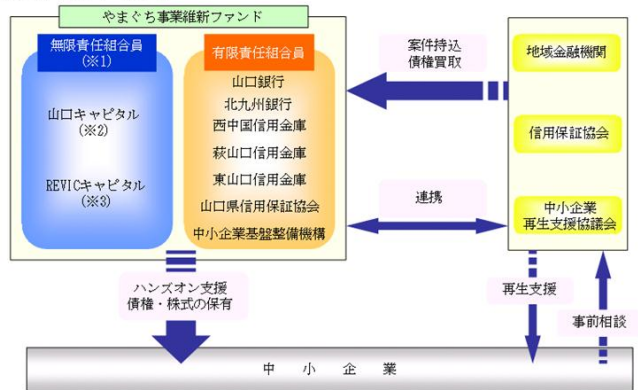 やまぐち事業維新ファンド
無限責任組合員
(※1)
山口キャピタル
(※2)
REVICキャピタル
(※3)
有限責任組合員
山口銀行
北九州銀行
西中国信用金庫
萩山口信用金庫
東山口信用金庫
山口県信用保証協会
中小企業基盤整備機構
案件持込
債権買取
連携
地域金融機関
信用保証協会
中小企業
再生支援協議会
ハンズオン支援
債権・株式の保有
再生支援
事前相談
中小企業